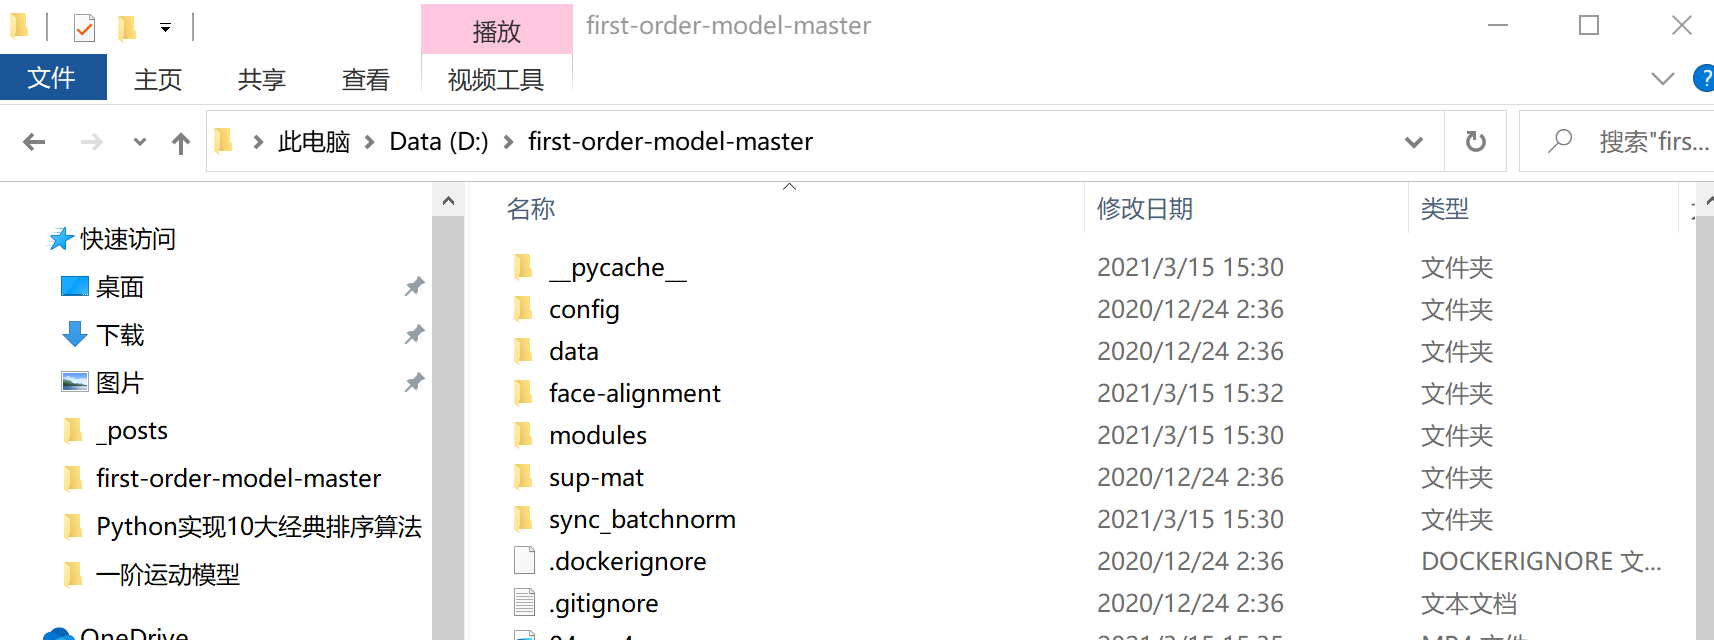 播放
first-order-model-master
文件
主页
共享
查看
视频工具
此电脑 Data (D:) first-order-model-master
搜索"firs...
名称 修改日期 类型
快速访问
桌面
下载
图片
_posts
first-order-model-master
Python实现10大经典排序算法
一阶运动模型
OneDrive
__pycache__ 2021/3/15 15:30 文件夹
config 2020/12/24 2:36 文件夹
data 2020/12/24 2:36 文件夹
face-alignment 2021/3/15 15:32 文件夹
modules 2021/3/15 15:30 文件夹
sup-mat 2020/12/24 2:36 文件夹
sync_batchnorm 2021/3/15 15:30 文件夹
.dockerignore 2020/12/24 2:36 DOCKERIGNORE 文...
.gitignore 2020/12/24 2:36 文本文档
2021/3/15 15:35 MP4 文件